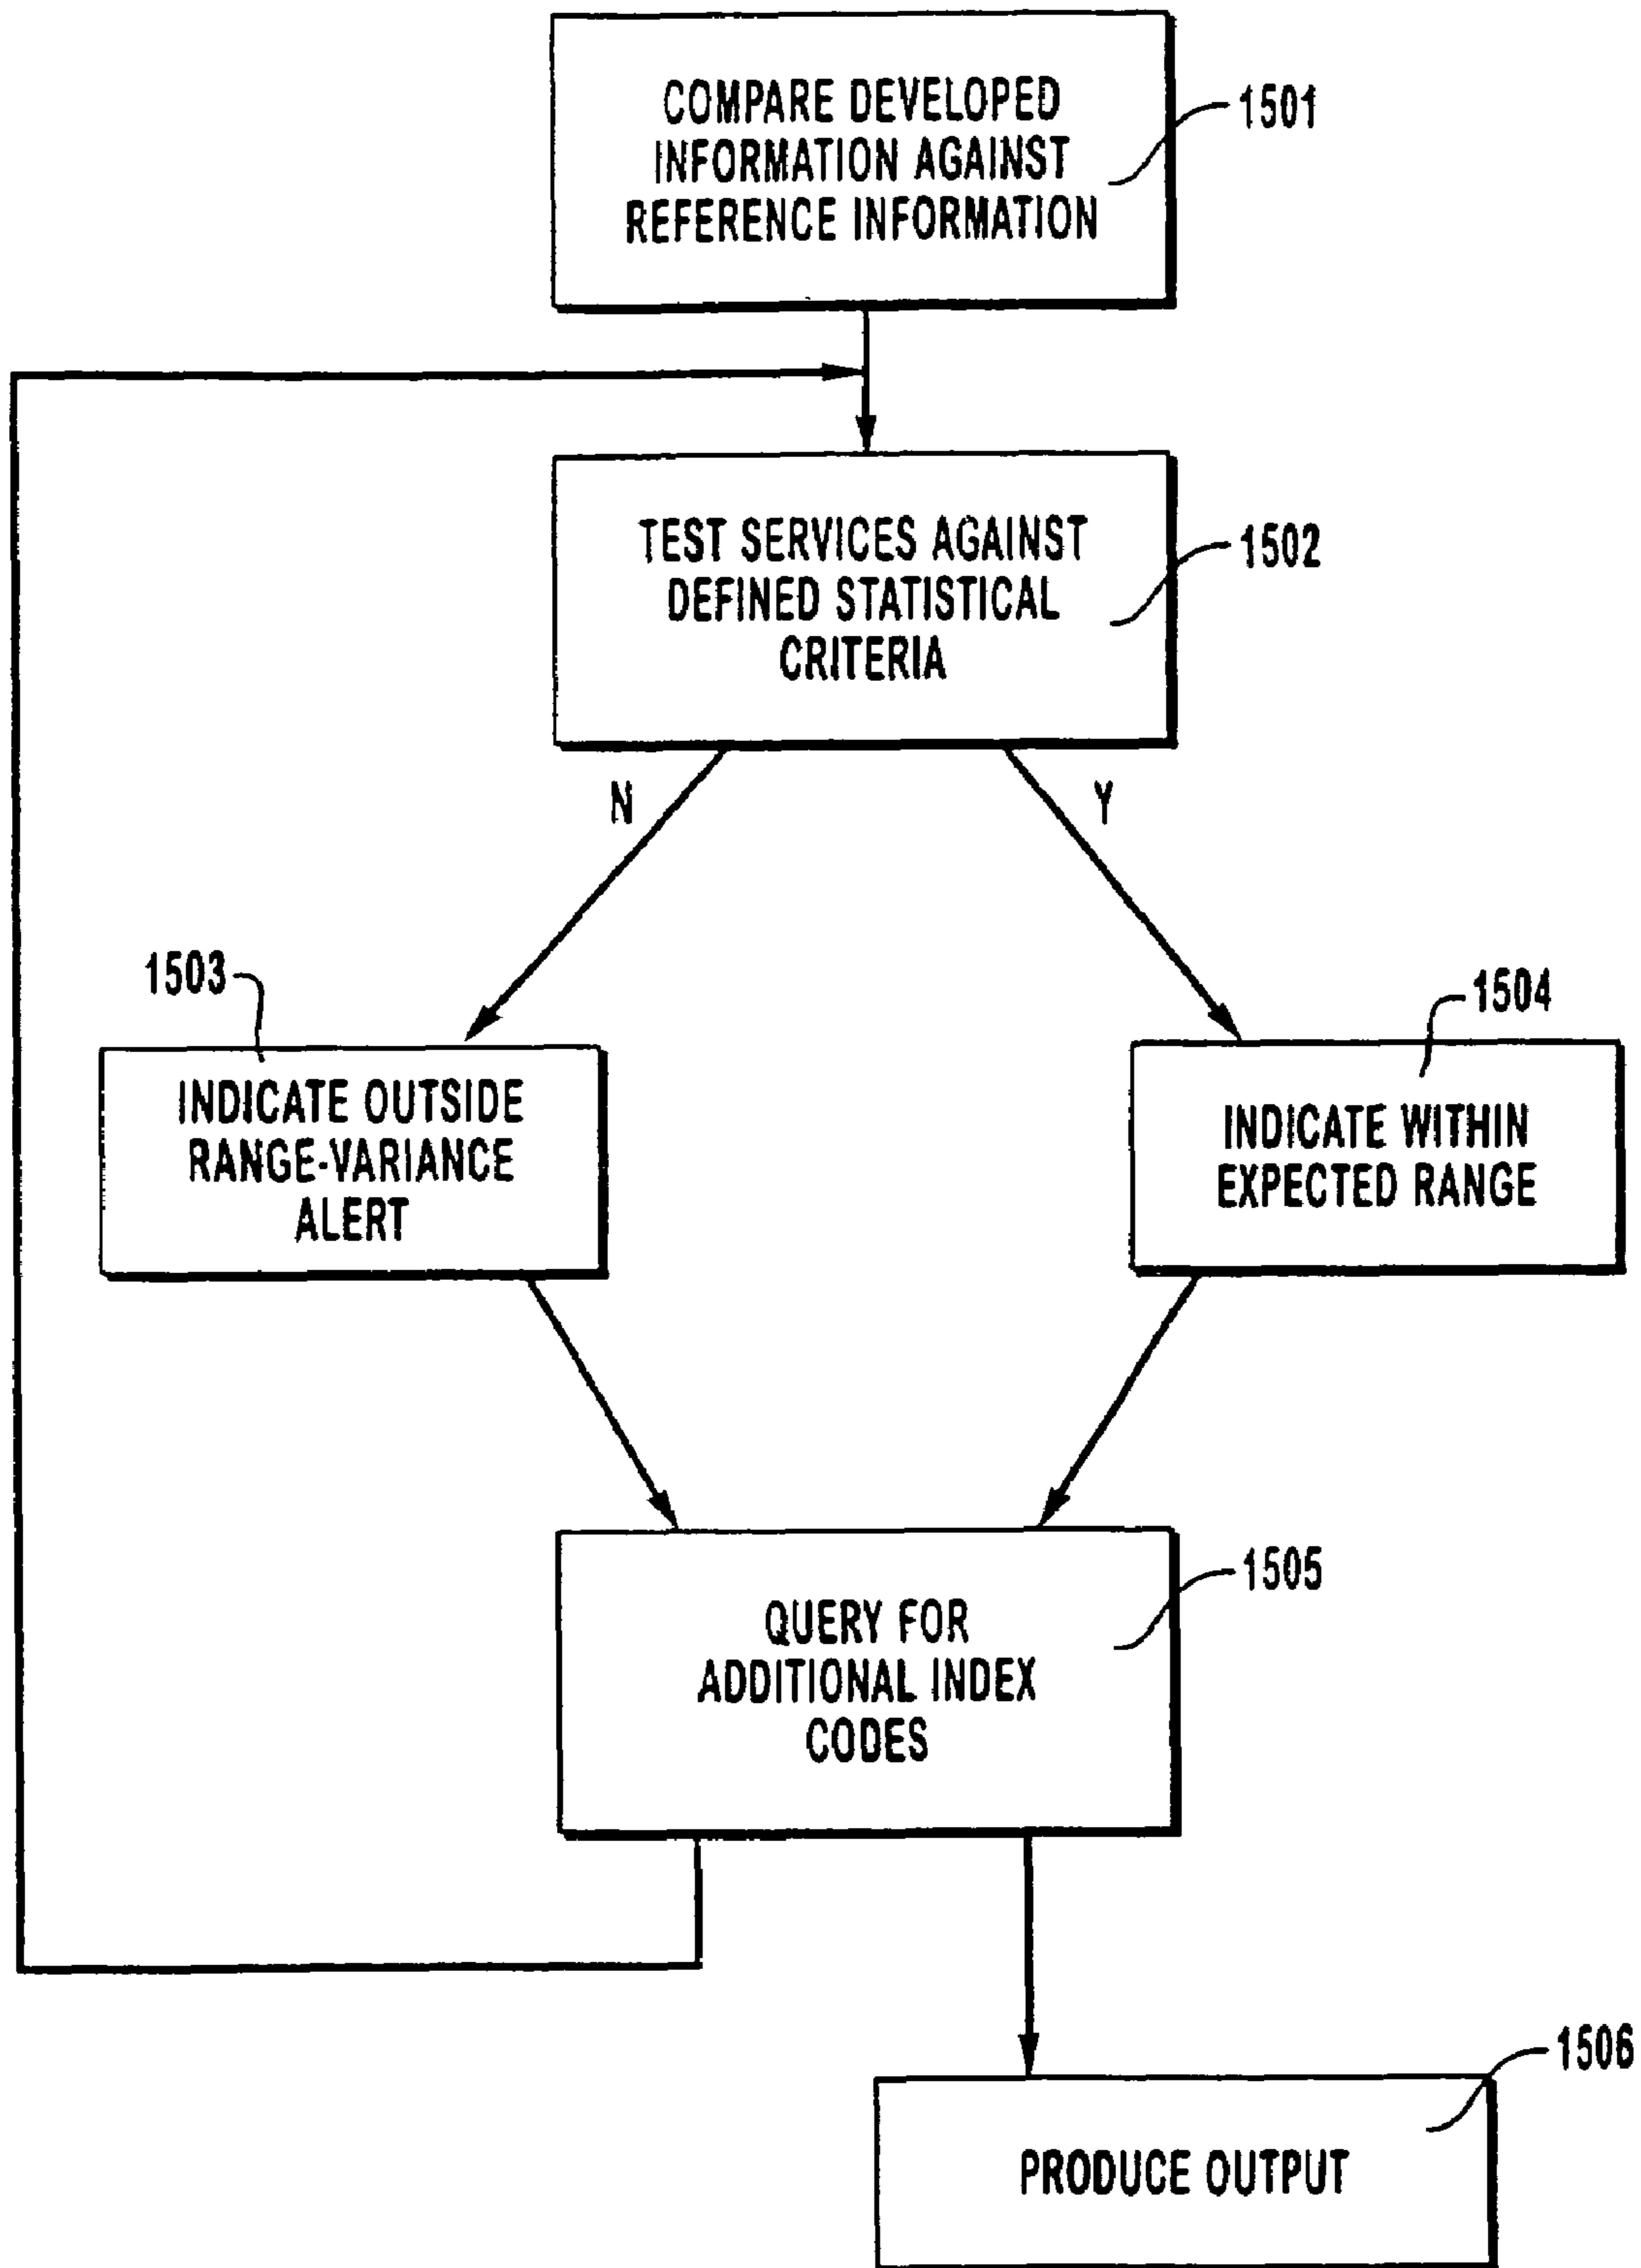 COMPARE DEVELOPED
INFORMATION AGAINST
REFERENCE INFORMATION
1501
TEST SERVICES AGAINST
DEFINED STATISTICAL
CRITERIA
1502
N
Y
1503
INDICATE OUTSIDE
RANGE-VARIANCE
ALERT
1504
INDICATE WITHIN
EXPECTED RANGE
QUERY FOR
ADDITIONAL INDEX
CODES
1505
1506
PRODUCE OUTPUT